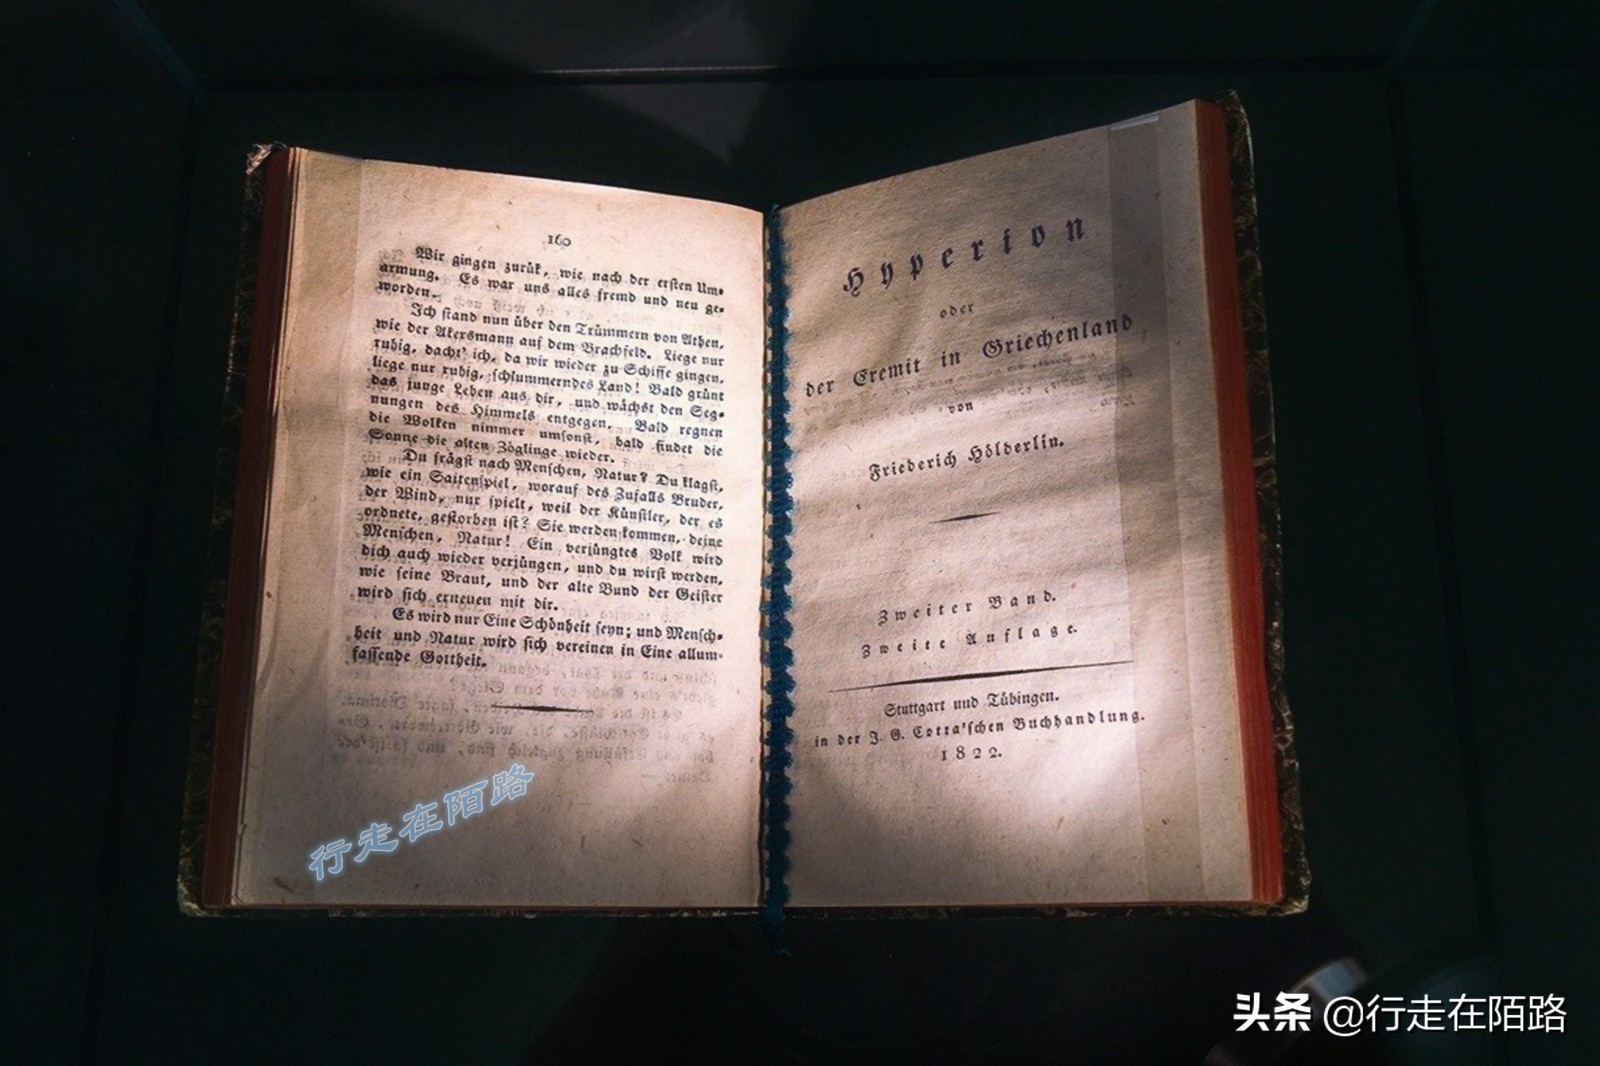 160
Wir gingen zurük, wie nach der ersten Um-
armung. Es war uns alles fremd und neu ge-
worden.
Ich stand nun über den Trümmern von Athen,
wie der Akersmann auf dem Brachfeld. Liege nur
ruhig, dacht' ich, da wir wieder zu Schiffe gingen,
liege nur ruhig, schlummerndes Land! Bald grünt
das junge Leben aus dir, und wächst den Seg-
nungen des Himmels entgegen. Bald regnen
die Wolken nimmer umsonst, bald findet die
Sonne die alten Zöglinge wieder.
Du frägst nach Menschen, Natur? Du klagst,
wie ein Saitenspiel, worauf des Zufalls Bruder,
der Wind, nur spielt, weil der Künstler, der es
ordnete, gestorben ist? Sie werden kommen, deine
Menschen, Natur! Ein verjüngtes Volk wird
dich auch wieder verjüngen, und du wirst werden,
wie seine Braut, und der alte Bund der Geister
wird sich erneuen mit dir.
Es wird nur Eine Schönheit seyn; und Mensch-
heit und Natur wird sich vereinen in Eine allum-
fassende Gottheit.
行走在陌路
Hyperion
oder
der Eremit in Griechenland
von
Friederich Hölderlin.
Zweiter Band.
Zweite Auflage.
Stuttgart und Tübingen.
in der J. G. Cotta'schen Buchhandlung.
1822.
头条 @行走在陌路